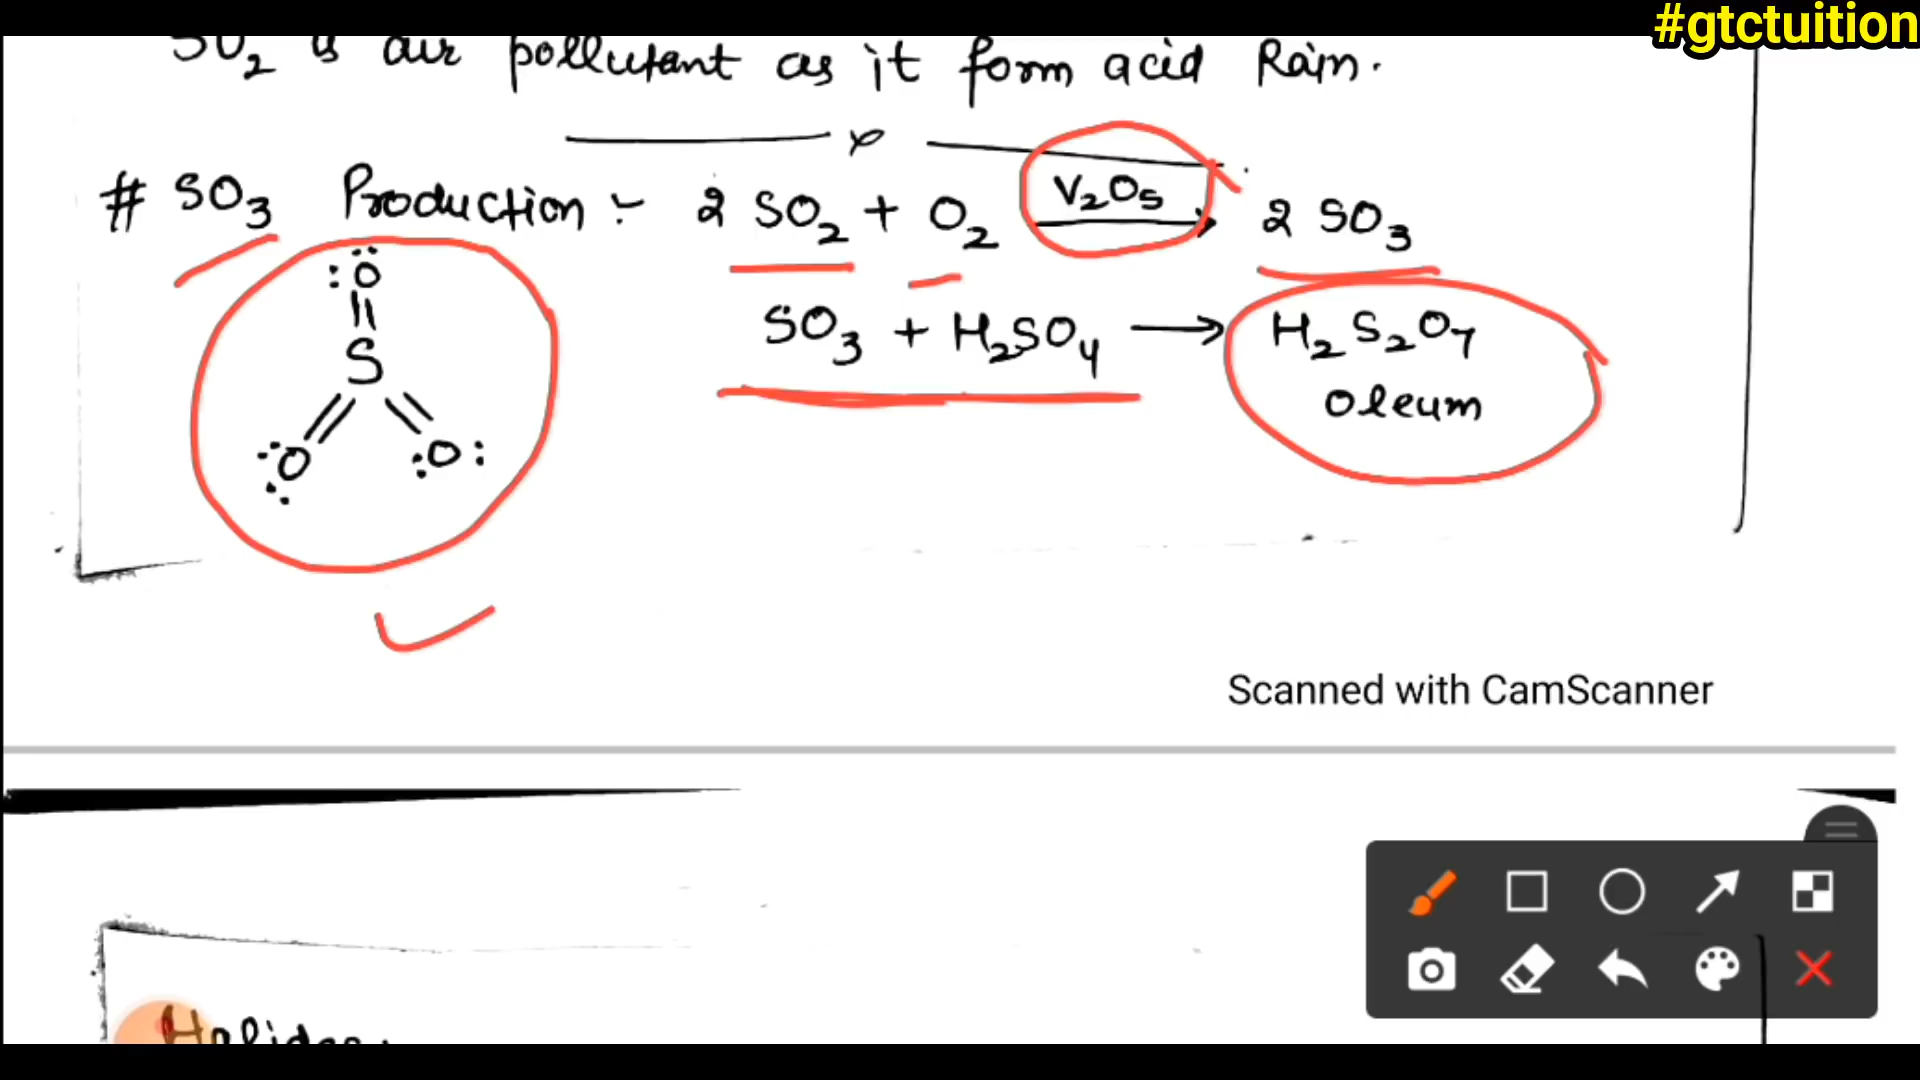 #gtctuition
SO2 is air pollutant as it form acid Rain.
# SO3 Production :- 2 SO2 + O2 V2O5 → 2 SO3
SO3 + H2SO4 → H2S2O7
Oleum
:Ö
||
S
O O:
Scanned with CamScanner